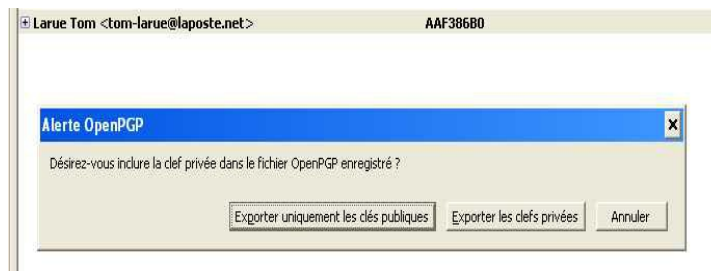 Larue Tom <tom-larue@laposte.net> AAF386B0
Alerte OpenPGP
Désirez-vous inclure la clef privée dans le fichier OpenPGP enregistré ?
Exporter uniquement les clés publiques Exporter les clefs privées Annuler